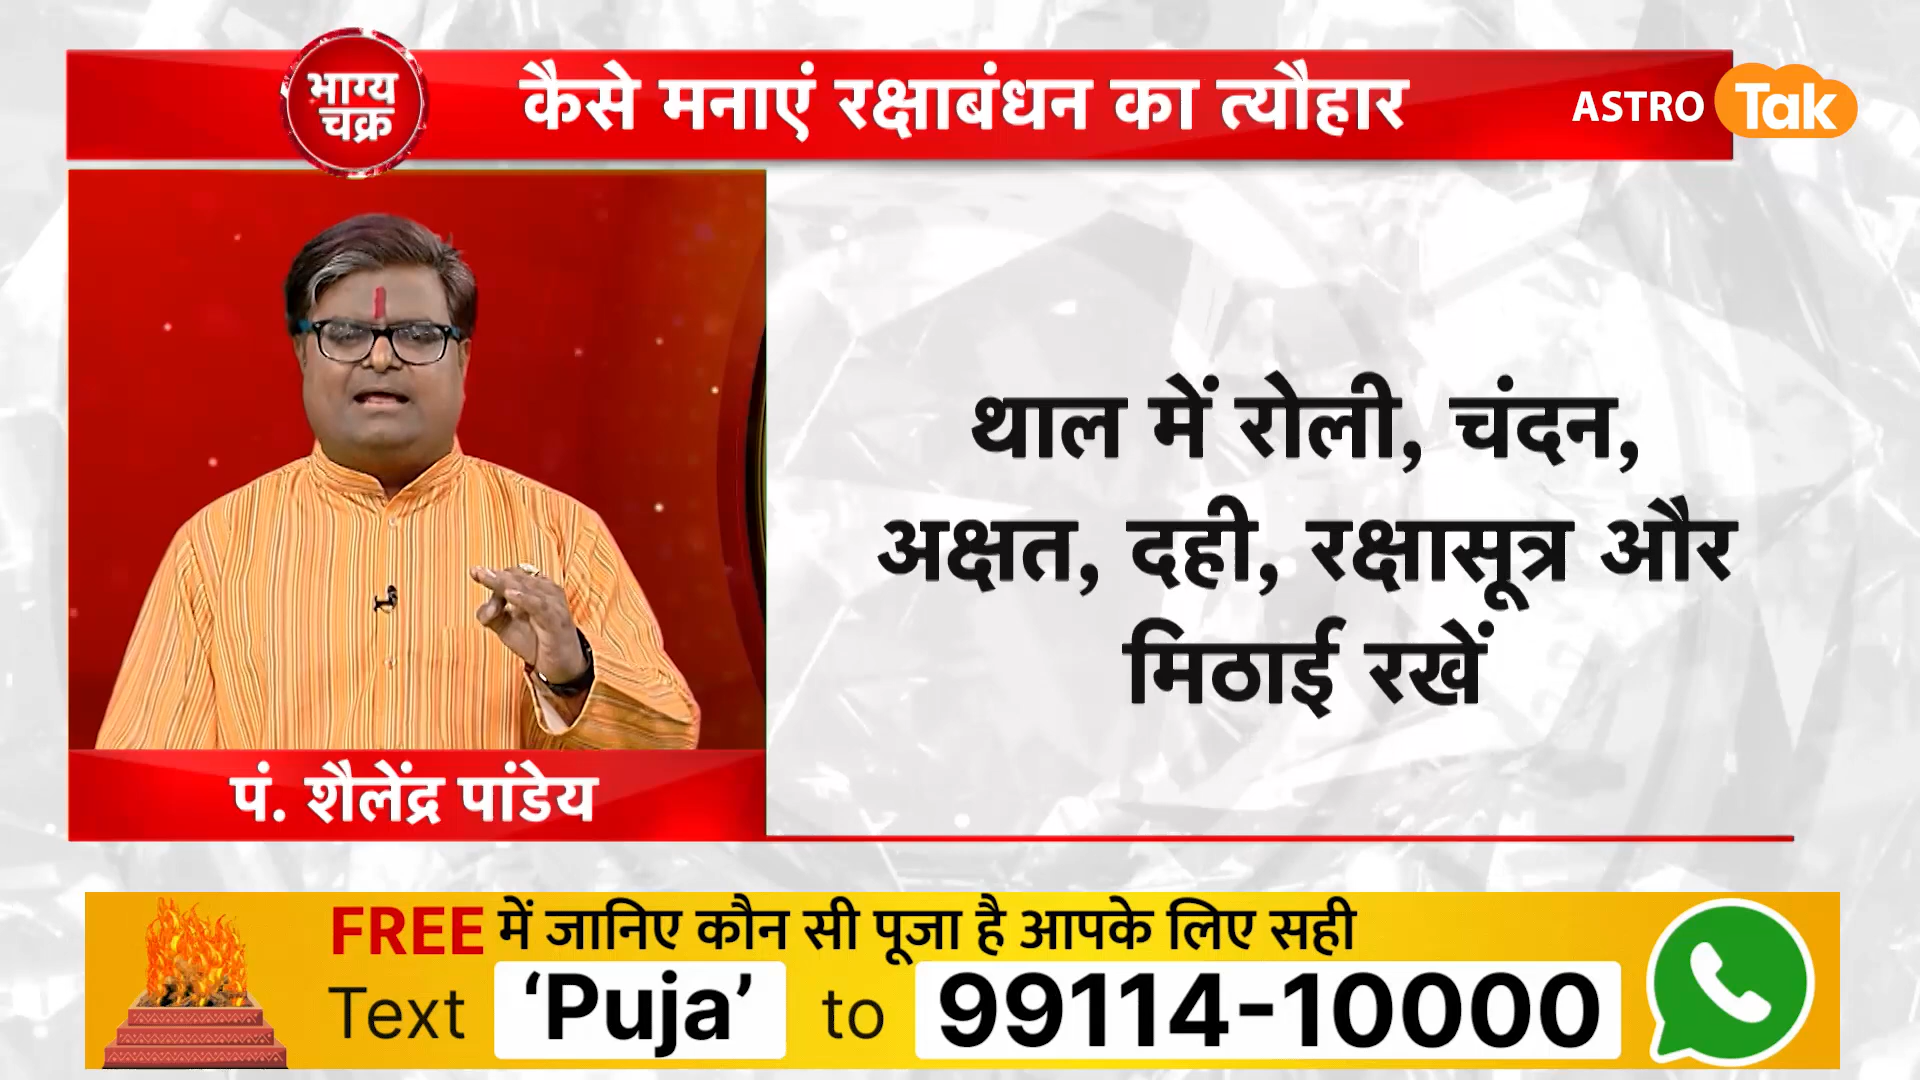 भाग्य
चक्र
कैसे मनाएं रक्षाबंधन का त्यौहार
ASTRO Tak
थाल में रोली, चंदन,
अक्षत, दही, रक्षासूत्र और
मिठाई रखें
पं. शैलेंद्र पांडेय
FREE में जानिए कौन सी पूजा है आपके लिए सही
Text ‘Puja’ to 99114-10000